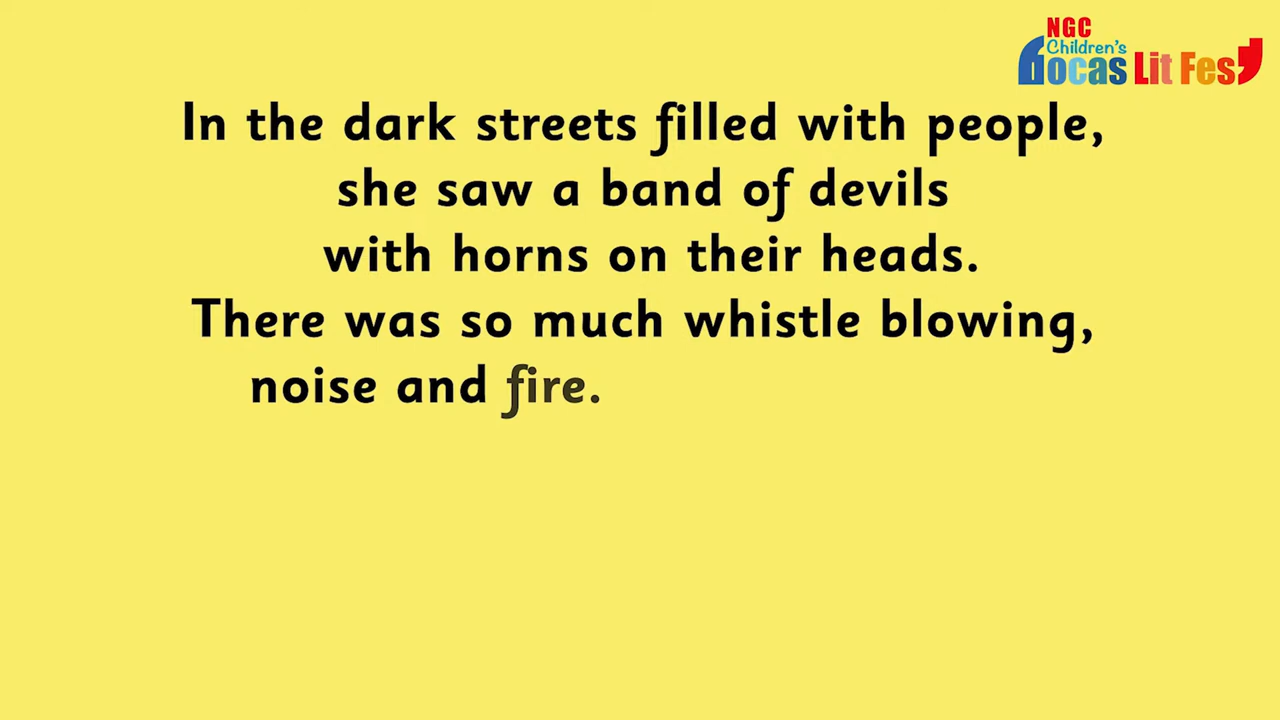 NGC
Children's
bocas Lit Fest
In the dark streets filled with people,
she saw a band of devils
with horns on their heads.
There was so much whistle blowing,
noise and fire.